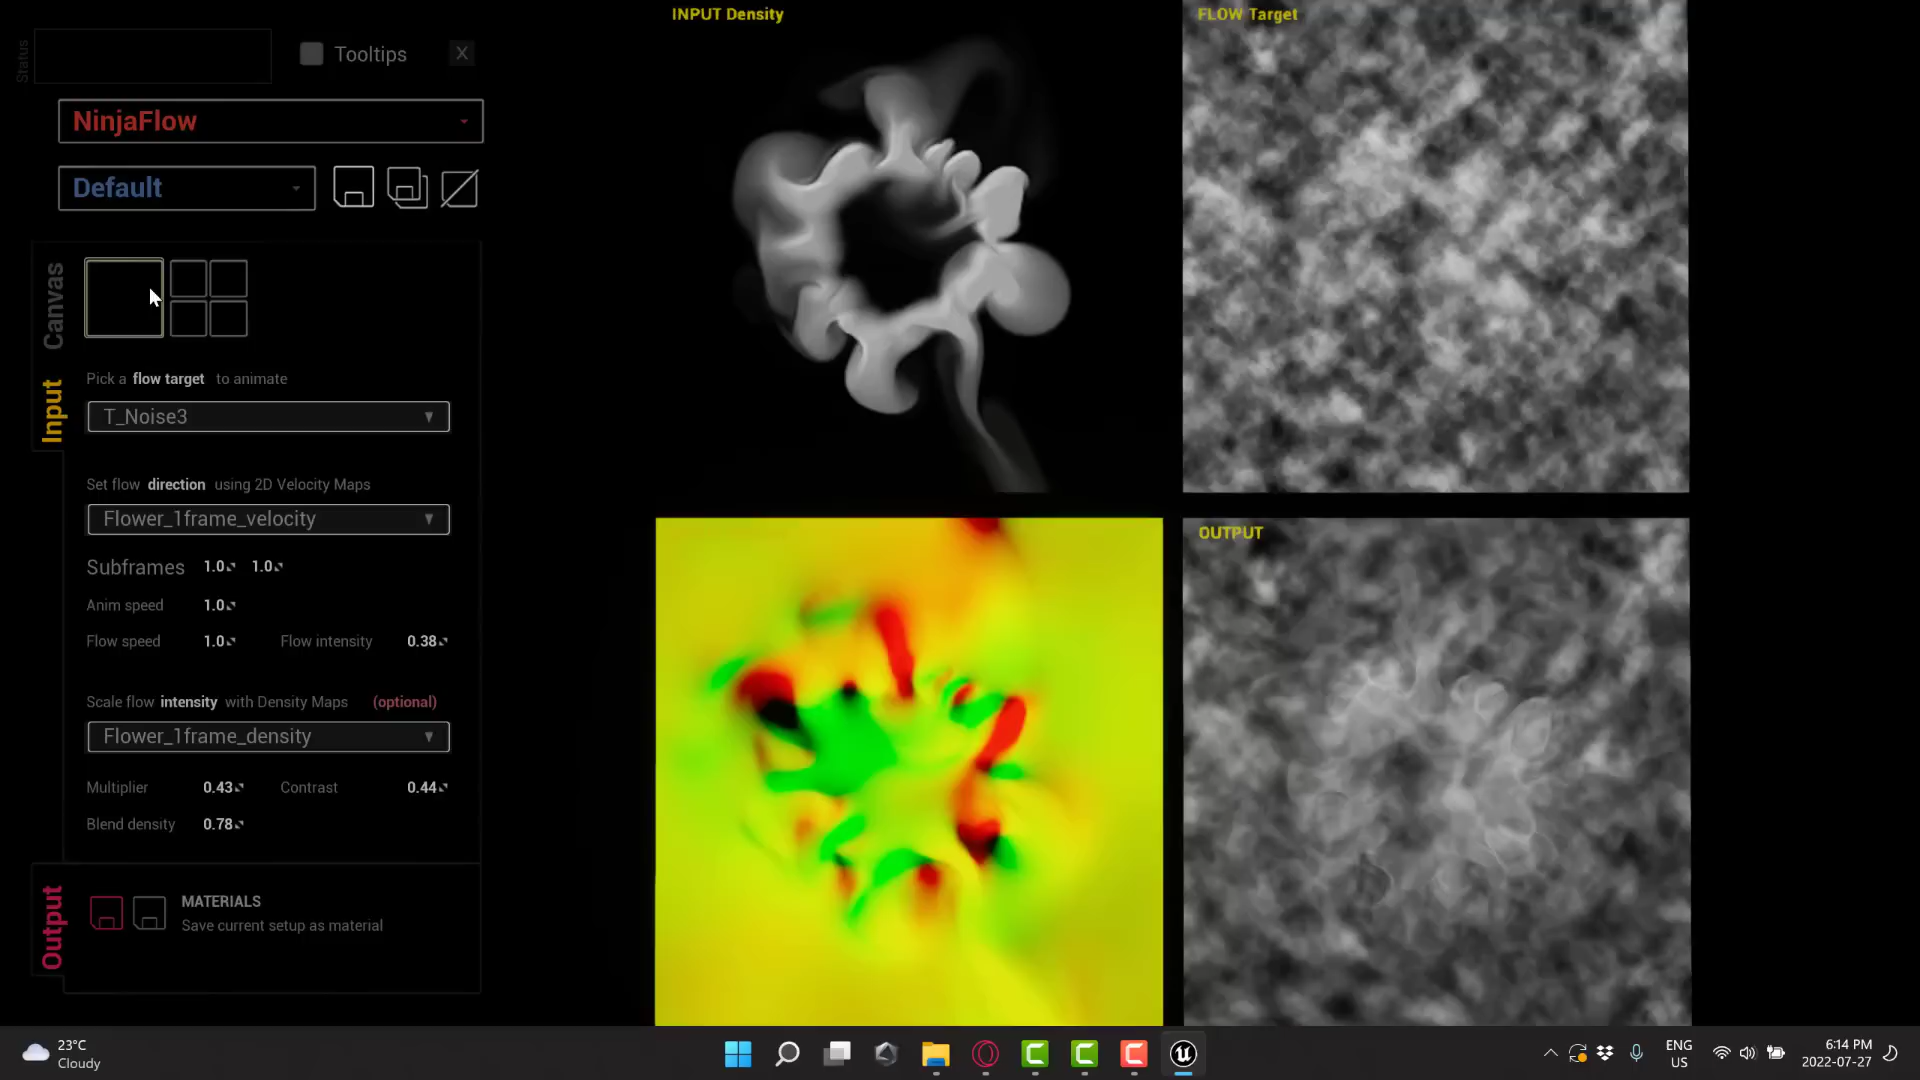 Status
Tooltips
X
NinjaFlow
Default
Canvas
Input
Pick a flow target to animate
T_Noise3
Set flow direction using 2D Velocity Maps
Flower_1frame_velocity
Subframes 1.0 1.0
Anim speed 1.0
Flow speed 1.0 Flow intensity 0.38
Scale flow intensity with Density Maps (optional)
Flower_1frame_density
Multiplier 0.43 Contrast 0.44
Blend density 0.78
Output
MATERIALS
Save current setup as material
INPUT Density
FLOW Target
OUTPUT
23°C
Cloudy
ENG
US
6:14 PM
2022-07-27